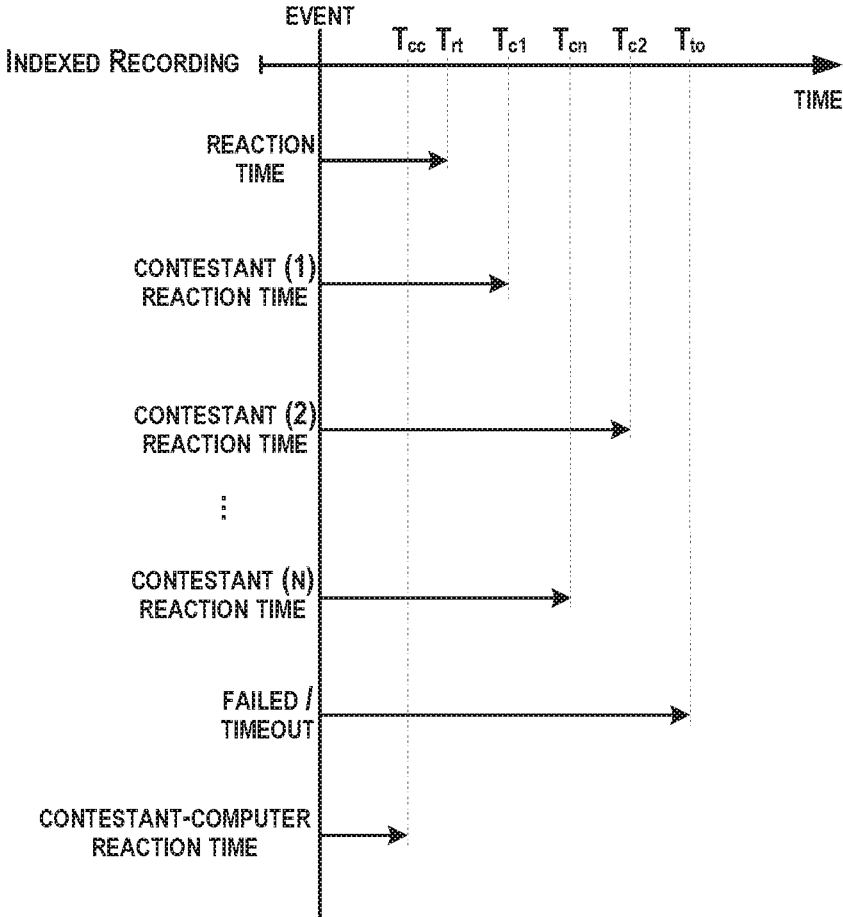 EVENT
Tcc Trt Tc1 Tcn Tc2 Tto
INDEXED RECORDING
TIME
REACTION
TIME
CONTESTANT (1)
REACTION TIME
CONTESTANT (2)
REACTION TIME
⋮
CONTESTANT (N)
REACTION TIME
FAILED /
TIMEOUT
CONTESTANT-COMPUTER
REACTION TIME